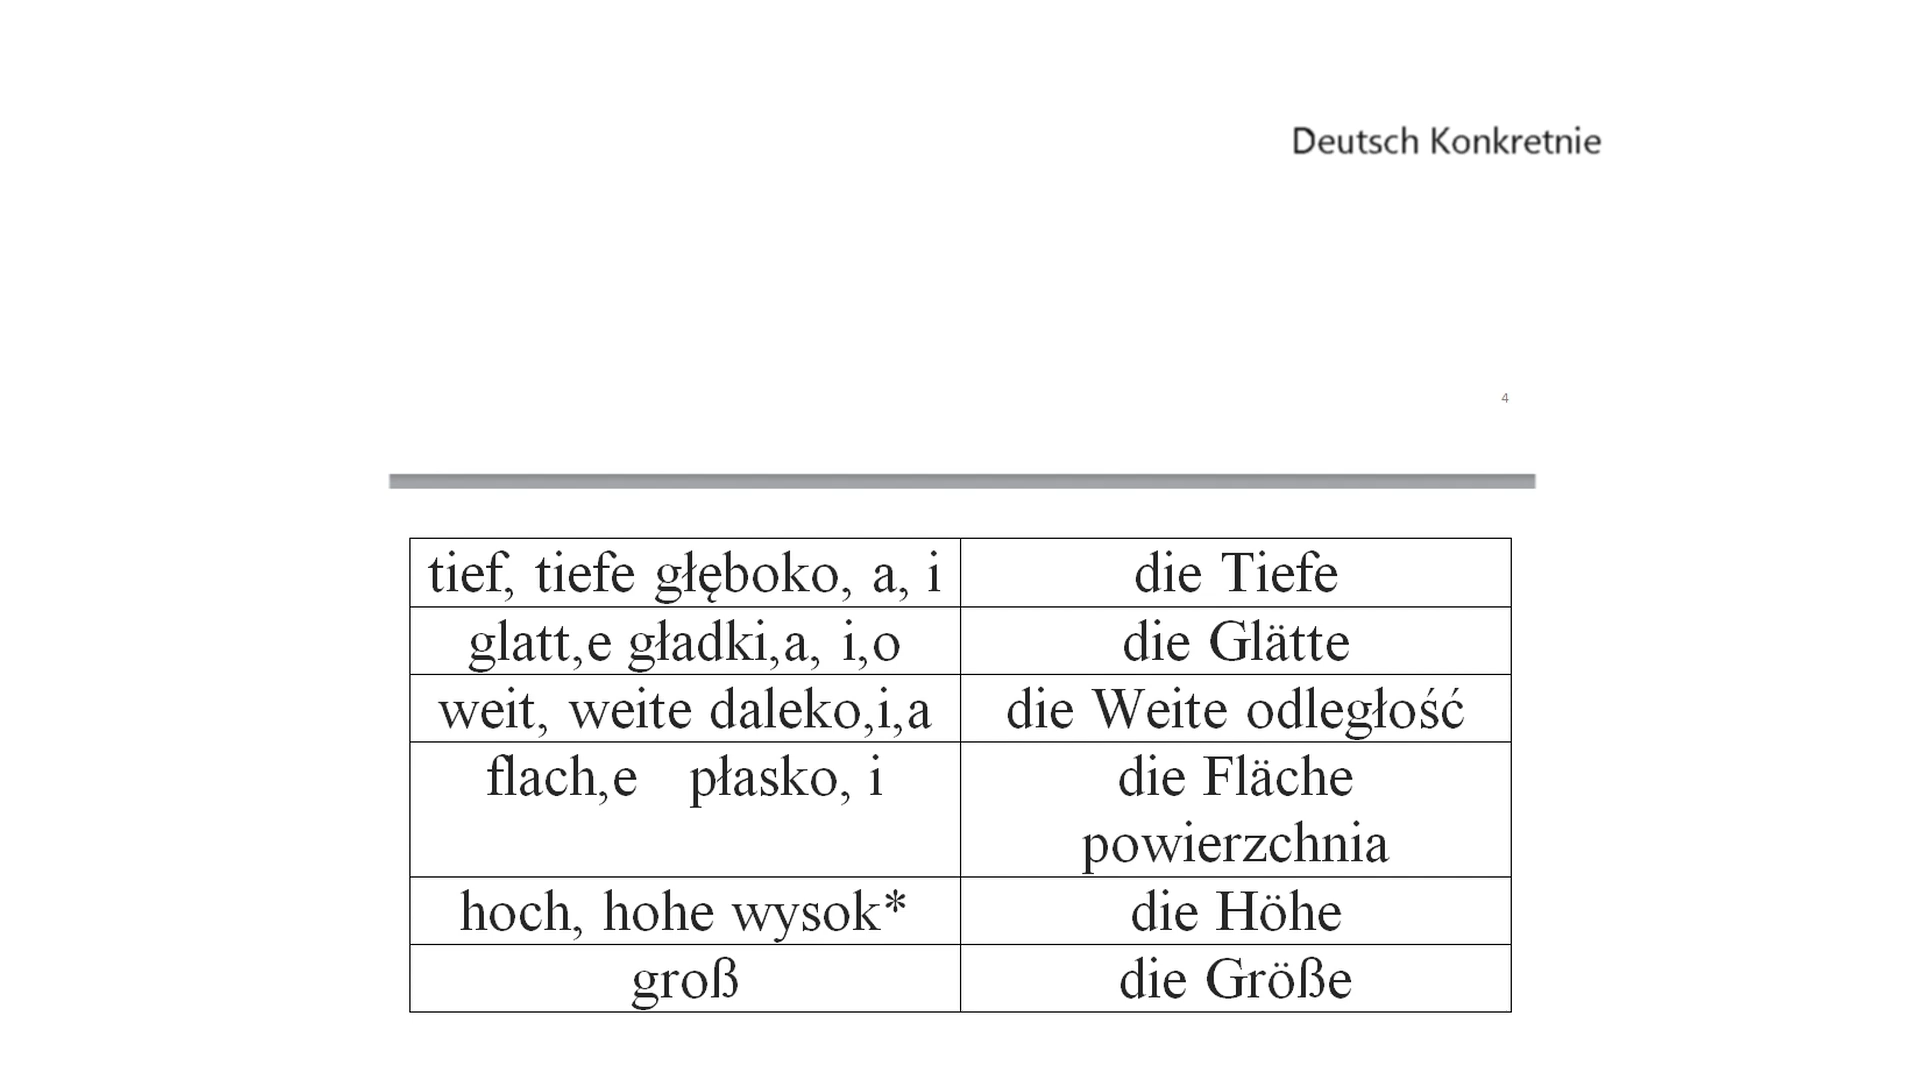 Deutsch Konkretnie
4
tief, tiefe głęboko, a, i
die Tiefe
glatt,e gładki,a, i,o
die Glätte
weit, weite daleko,i,a
die Weite odległość
flach,e płasko, i
die Fläche
powierzchnia
hoch, hohe wysok*
die Höhe
groß
die Größe